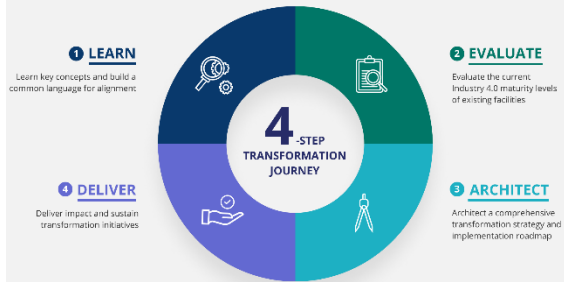 1 LEARN
Learn key concepts and build a
common language for alignment
2 EVALUATE
Evaluate the current
Industry 4.0 maturity levels
of existing facilities
4-STEP
TRANSFORMATION
JOURNEY
4 DELIVER
Deliver impact and sustain
transformation initiatives
3 ARCHITECT
Architect a comprehensive
transformation strategy and
implementation roadmap